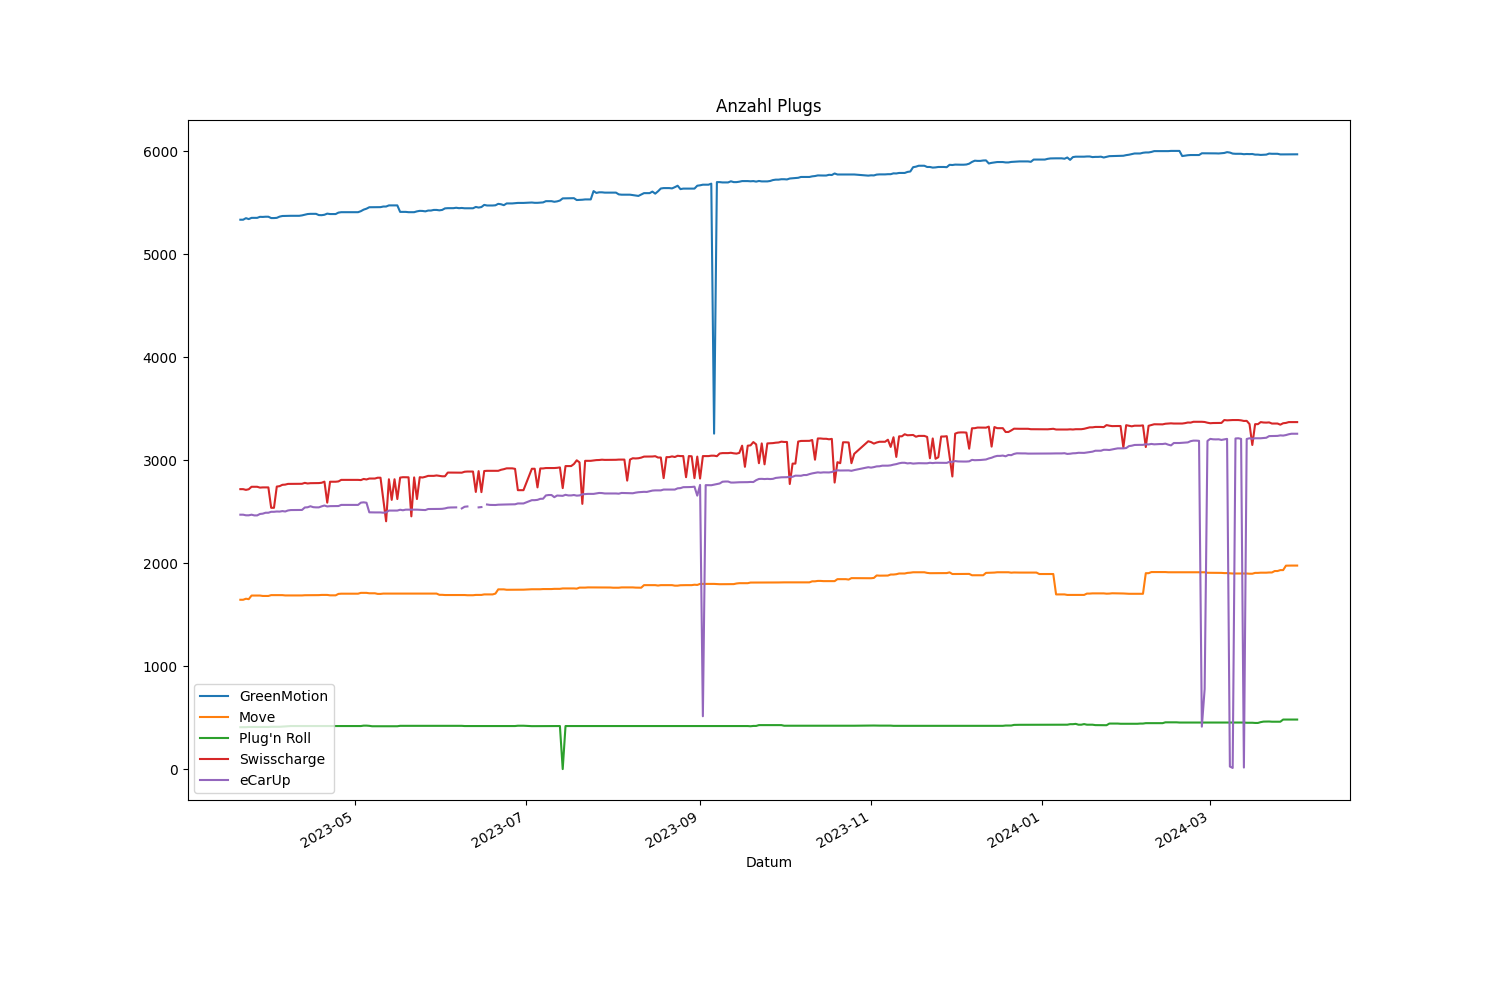 Anzahl Plugs
6000
5000
4000
3000
2000
1000
0
GreenMotion
Move
Plug'n Roll
Swisscharge
eCarUp
2023-05
2023-07
2023-09
2023-11
2024-01
2024-03
Datum